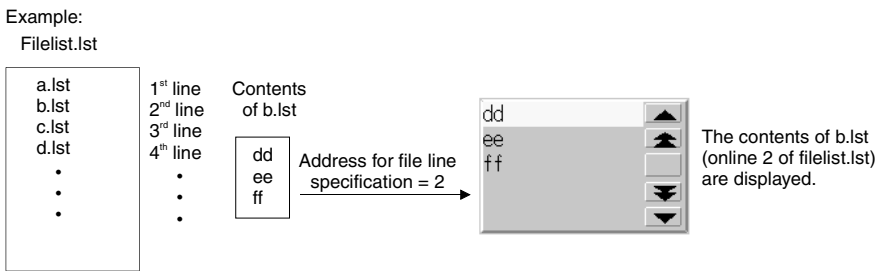 Example:
Filelist.lst
a.lst
b.lst
c.lst
d.lst
1st line
2nd line
3rd line
4th line
Contents
of b.lst
dd
ee
ff
Address for file line
specification = 2
dd
ee
ff
The contents of b.lst
(online 2 of filelist.lst)
are displayed.